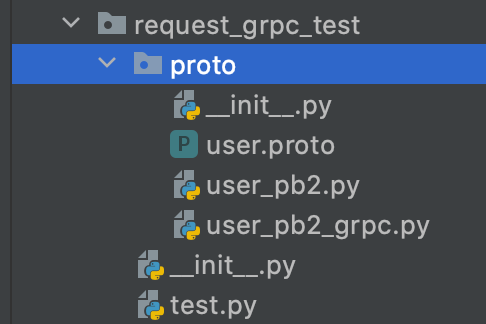 request_grpc_test
proto
__init__.py
P user.proto
user_pb2.py
user_pb2_grpc.py
__init__.py
test.py